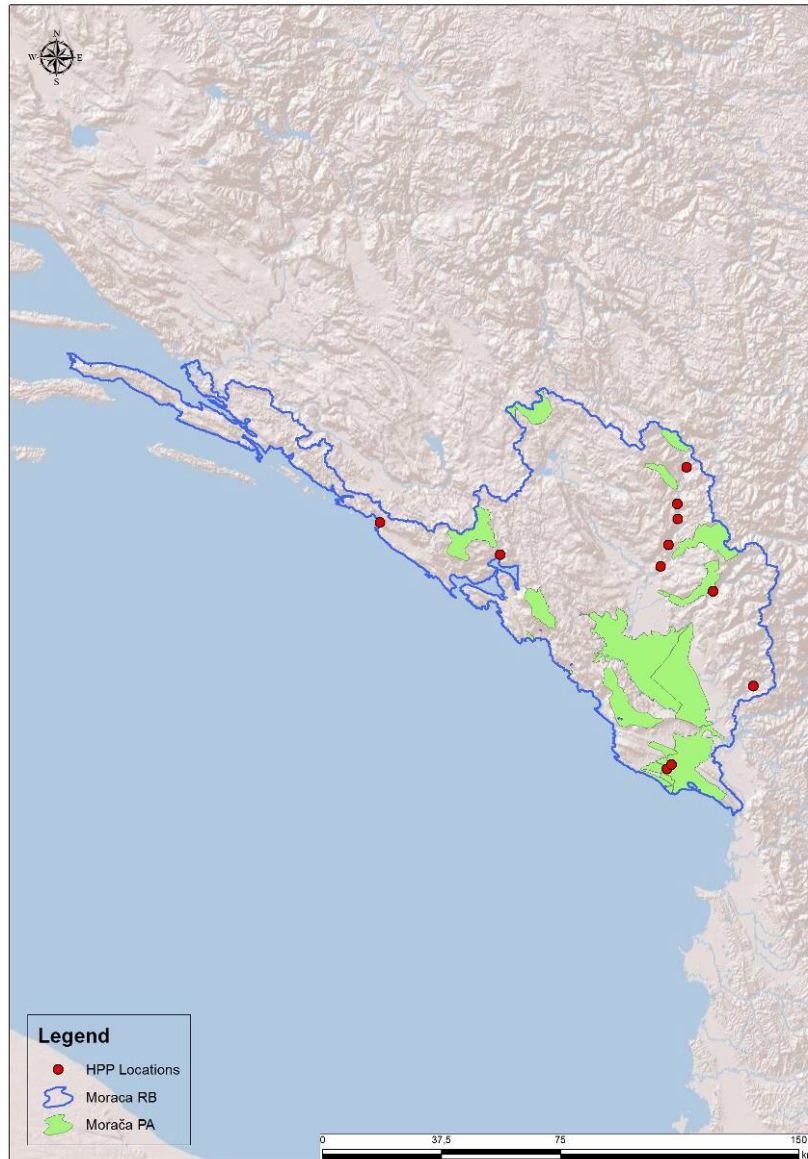 N
W E
S
Legend
HPP Locations
Moraca RB
Morača PA
0 37,5 75 150